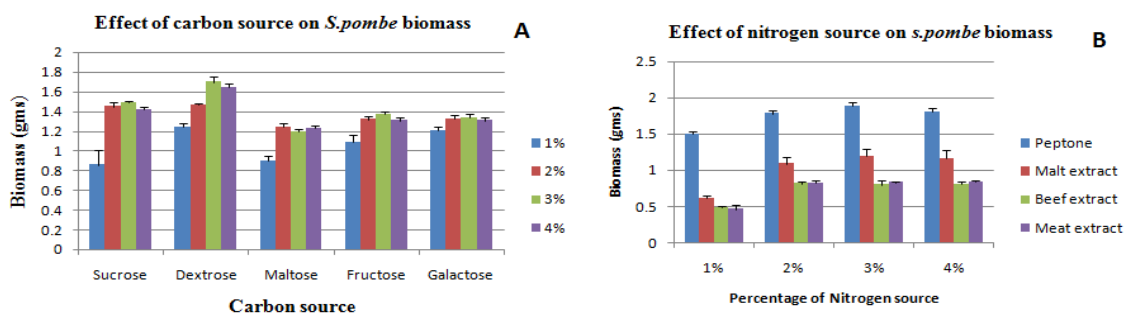 Effect of carbon source on S.pombe biomass
A
Biomass (gms)
2
1.8
1.6
1.4
1.2
1
0.8
0.6
0.4
0.2
0
Sucrose Dextrose Maltose Fructose Galactose
Carbon source
1%
2%
3%
4%
Effect of nitrogen source on s.pombe biomass
B
Biomass (gms)
2.5
2
1.5
1
0.5
0
1% 2% 3% 4%
Percentage of Nitrogen source
Peptone
Malt extract
Beef extract
Meat extract